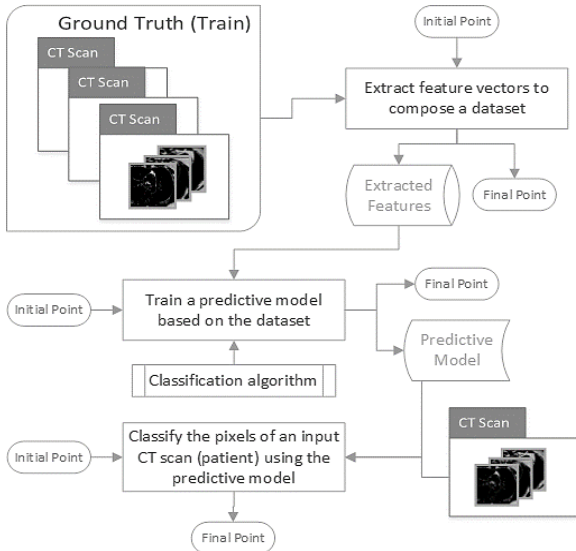 Ground Truth (Train)
CT Scan
CT Scan
CT Scan
Initial Point
Extract feature vectors to
compose a dataset
Extracted
Features
Final Point
Initial Point
Train a predictive model
based on the dataset
Final Point
Predictive
Model
Classification algorithm
Initial Point
Classify the pixels of an input
CT scan (patient) using the
predictive model
CT Scan
Final Point